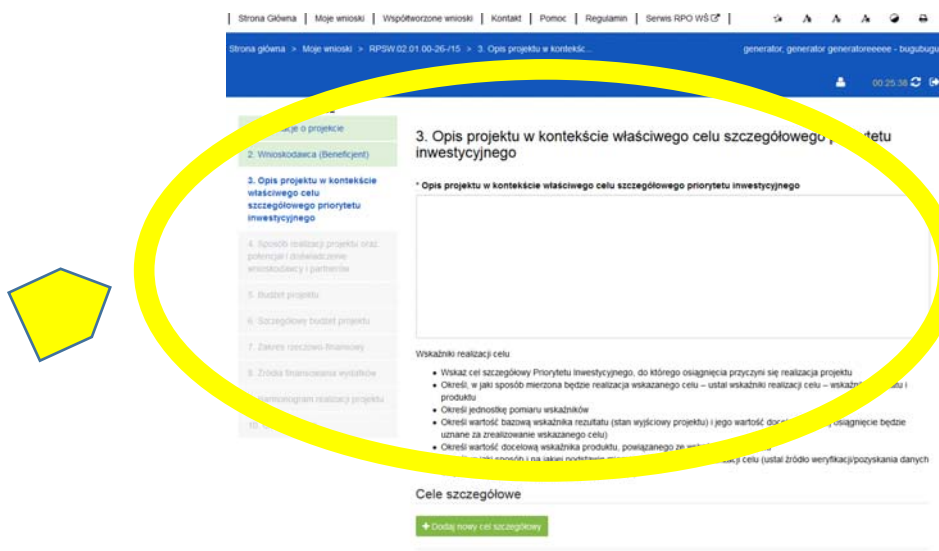 Strona Główna | Moje wnioski | Współtworzone wnioski | Kontakt | Pomoc | Regulamin | Serwis RPO WŚ
Strona główna > Moje wnioski > RPSW.02.01.00-26-/15 > 3. Opis projektu w kontekśc...
generator, generator generatoreeeee - bugubugu
00:25:38
o projekcie
2. Wnioskodawca (Beneficjent)
3. Opis projektu w kontekście
właściwego celu
szczegółowego priorytetu
inwestycyjnego
4. Sposób realizacji projektu oraz
potencjał i doświadczenie
wnioskodawcy i partnerów
5. Budżet projektu
6. Szczegółowy budżet projektu
7. Zakres rzeczowo-finansowy
8. Źródła finansowania wydatków
realizacji projektu
10.
3. Opis projektu w kontekście właściwego celu szczegółowego
inwestycyjnego
* Opis projektu w kontekście właściwego celu szczegółowego priorytetu inwestycyjnego
Wskaźniki realizacji celu
• Wskaż cel szczegółowy Priorytetu Inwestycyjnego, do którego osiągnięcia przyczyni się realizacja projektu
• Określ, w jaki sposób mierzona będzie realizacja wskazanego celu – ustal wskaźniki realizacji celu – i
produktu
• Określ jednostkę pomiaru wskaźników
• Określ wartość bazową wskaźnika rezultatu (stan wyjściowy projektu) i jego wartość osiągnięcie będzie
uznane za zrealizowanie wskazanego celu)
• Określ wartość docelową wskaźnika produktu, powiązanego ze
celu (ustal źródło weryfikacji/pozyskania danych
Cele szczegółowe
+ Dodaj nowy cel szczegółowy